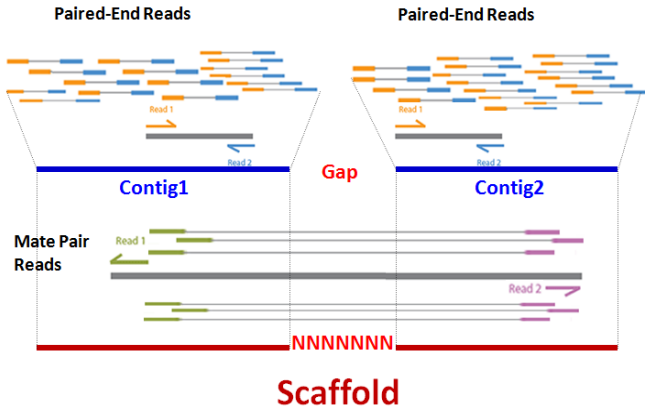 Paired-End Reads
Paired-End Reads
Read 1
Read 1
Read 2
Read 2
Gap
Contig1
Contig2
Mate Pair
Reads
Read 1
Read 2
NNNNNNN
Scaffold